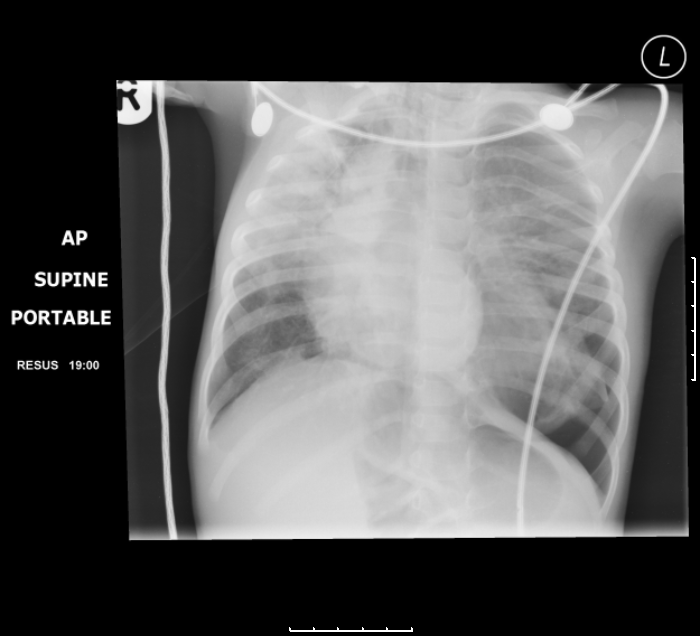 L
R
AP
SUPINE
PORTABLE
RESUS 19:00